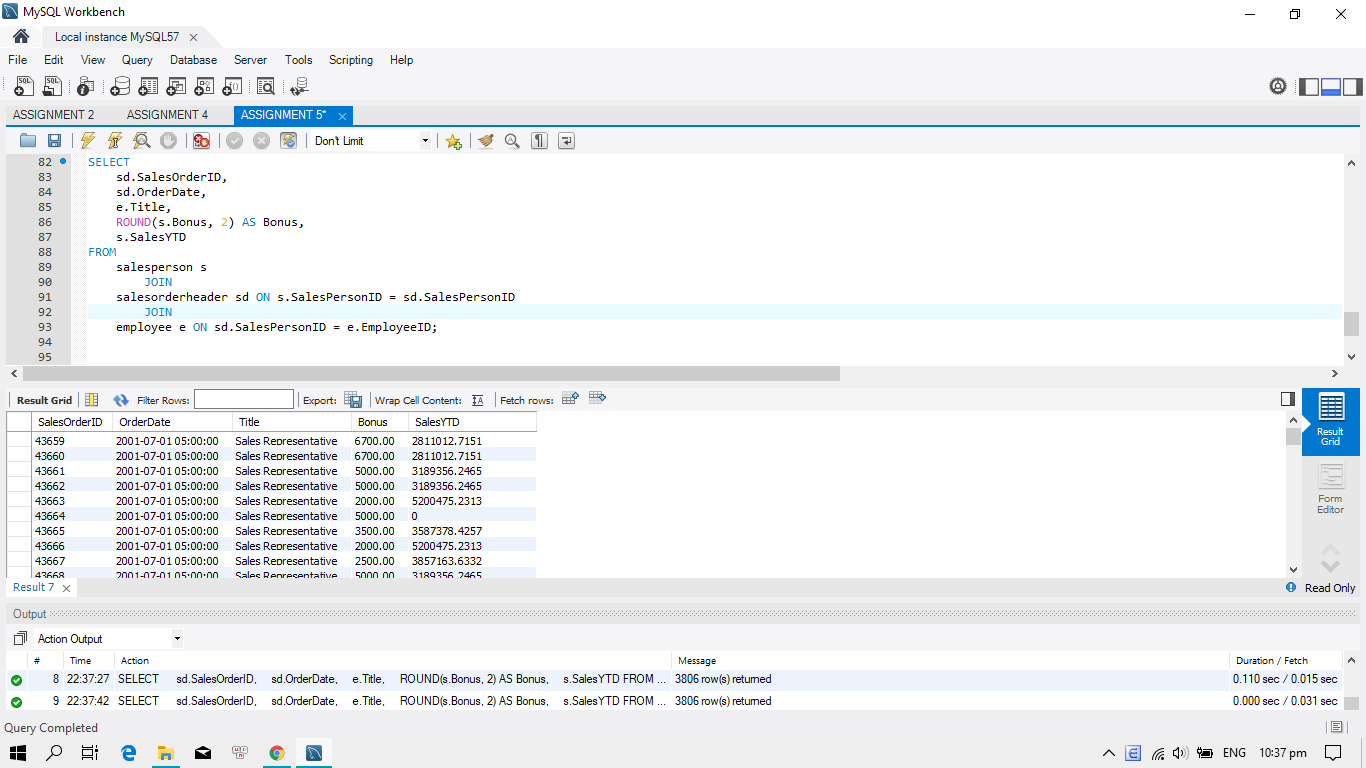 MySQL Workbench
Local instance MySQL57
File Edit View Query Database Server Tools Scripting Help
ASSIGNMENT 2 ASSIGNMENT 4 ASSIGNMENT 5*
Don't Limit
82 SELECT
83 sd.SalesOrderID,
84 sd.OrderDate,
85 e.Title,
86 ROUND(s.Bonus, 2) AS Bonus,
87 s.SalesYTD
88 FROM
89 salesperson s
90 JOIN
91 salesorderheader sd ON s.SalesPersonID = sd.SalesPersonID
92 JOIN
93 employee e ON sd.SalesPersonID = e.EmployeeID;
94
95
Result Grid Filter Rows: Export: Wrap Cell Content: Fetch rows:
SalesOrderID OrderDate Title Bonus SalesYTD
43659 2001-07-01 05:00:00 Sales Representative 6700.00 2811012.7151
43660 2001-07-01 05:00:00 Sales Representative 6700.00 2811012.7151
43661 2001-07-01 05:00:00 Sales Representative 5000.00 3189356.2465
43662 2001-07-01 05:00:00 Sales Representative 5000.00 3189356.2465
43663 2001-07-01 05:00:00 Sales Representative 2000.00 5200475.2313
43664 2001-07-01 05:00:00 Sales Representative 5000.00 0
43665 2001-07-01 05:00:00 Sales Representative 3500.00 3587378.4257
43666 2001-07-01 05:00:00 Sales Representative 2000.00 5200475.2313
43667 2001-07-01 05:00:00 Sales Representative 2500.00 3857163.6332
43668 2001-07-01 05:00:00 Sales Representative 5000.00 3189356.2465
Result Grid
Form Editor
Result 7
Read Only
Output
Action Output
# Time Action Message Duration / Fetch
8 22:37:27 SELECT sd.SalesOrderID, sd.OrderDate, e.Title, ROUND(s.Bonus, 2) AS Bonus, s.SalesYTD FROM ... 3806 row(s) returned 0.110 sec / 0.015 sec
9 22:37:42 SELECT sd.SalesOrderID, sd.OrderDate, e.Title, ROUND(s.Bonus, 2) AS Bonus, s.SalesYTD FROM ... 3806 row(s) returned 0.000 sec / 0.031 sec
Query Completed
ENG 10:37 pm